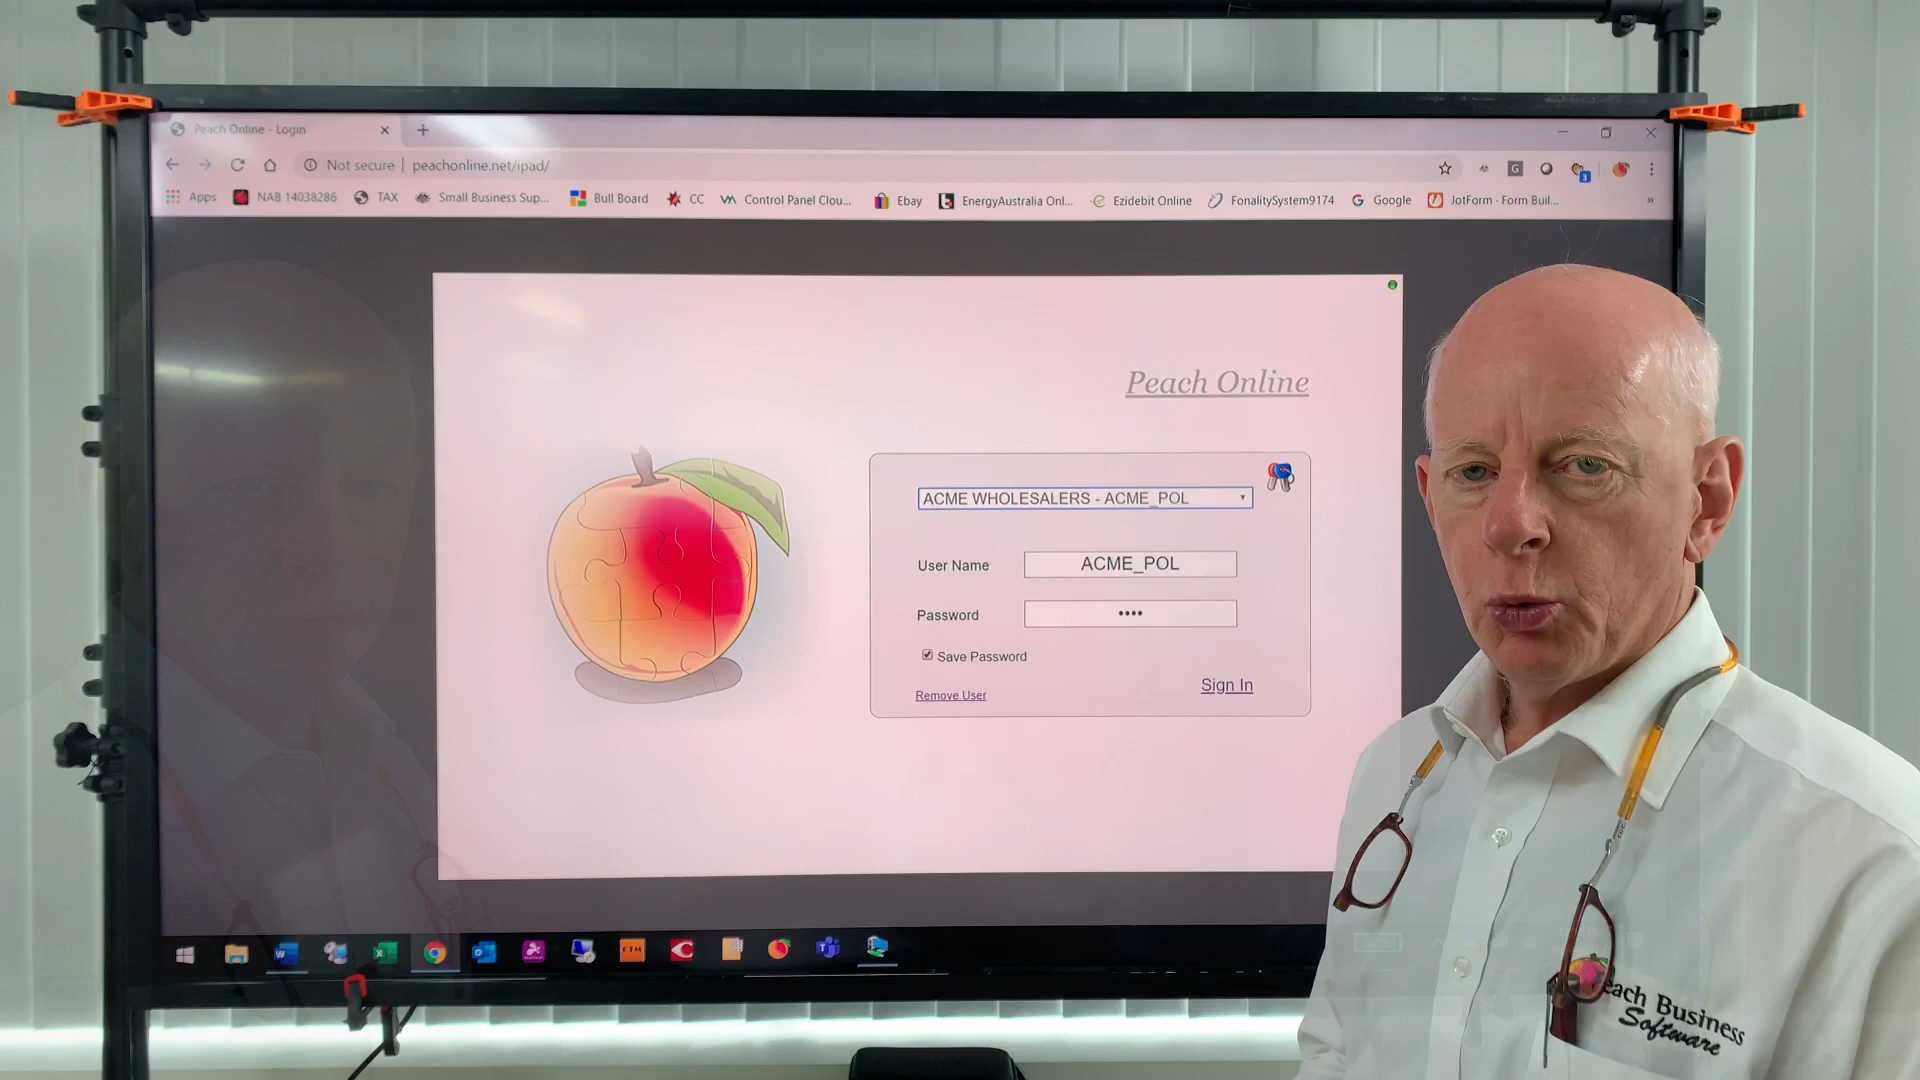 Peach Online - Login
Not secure | peachonline.net/ipad/
Apps NAB 14038286 TAX Small Business Sup... Bull Board CC Control Panel Clou... Ebay EnergyAustralia Onl... Ezidebit Online FonalitySystem9174 Google JotForm - Form Buil... »
Peach Online
ACME WHOLESALERS - ACME_POL
User Name ACME_POL
Password ••••
Save Password
Remove User Sign In
each Business
Software